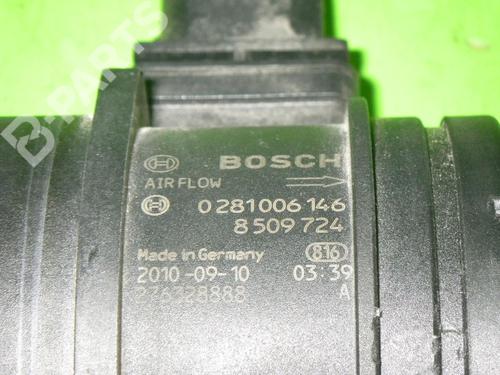 B-PARTS
BOSCH
AIR FLOW
0 281 006 146
8 509 724
Made in Germany 816
2010-09-10 03:39
A